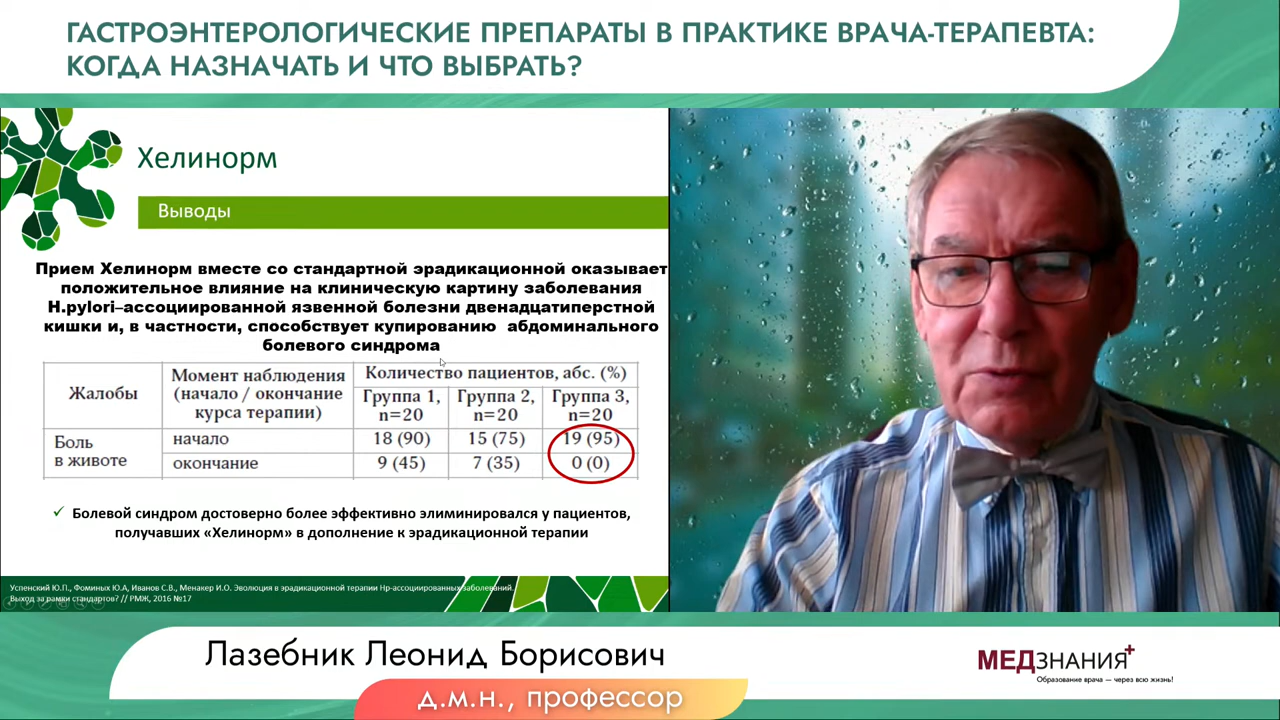 ГАСТРОЭНТЕРОЛОГИЧЕСКИЕ ПРЕПАРАТЫ В ПРАКТИКЕ ВРАЧА-ТЕРАПЕВТА:
КОГДА НАЗНАЧАТЬ И ЧТО ВЫБРАТЬ?
Хелинорм
Выводы
Прием Хелинорм вместе со стандартной эрадикационной оказывает
положительное влияние на клиническую картину заболевания
H.pylori–ассоциированной язвенной болезни двенадцатиперстной
кишки и, в частности, способствует купированию абдоминального
болевого синдрома
Жалобы
Момент наблюдения
(начало / окончание
курса терапии)
Количество пациентов, абс. (%)
Группа 1,
n=20
Группа 2,
n=20
Группа 3,
n=20
Боль
в животе
начало
18 (90)
15 (75)
19 (95)
окончание
9 (45)
7 (35)
0 (0)
✓ Болевой синдром достоверно более эффективно элиминировался у пациентов,
получавших «Хелинорм» в дополнение к эрадикационной терапии
Успенский Ю.П., Фоминых Ю.А, Иванов С.В., Менакер И.О. Эволюция в эрадикационной терапии Нр-ассоциированных заболеваний.
Выход за рамки стандартов? // РМЖ, 2016 №17
Лазебник Леонид Борисович
д.м.н., профессор
МЕДЗНАНИЯ+
Образование врача — через всю жизнь!